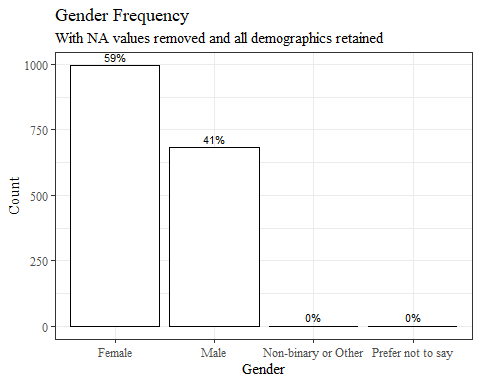 Gender Frequency
With NA values removed and all demographics retained
Count
1000
750
500
250
0
59%
41%
0%
0%
Female Male Non-binary or Other Prefer not to say
Gender